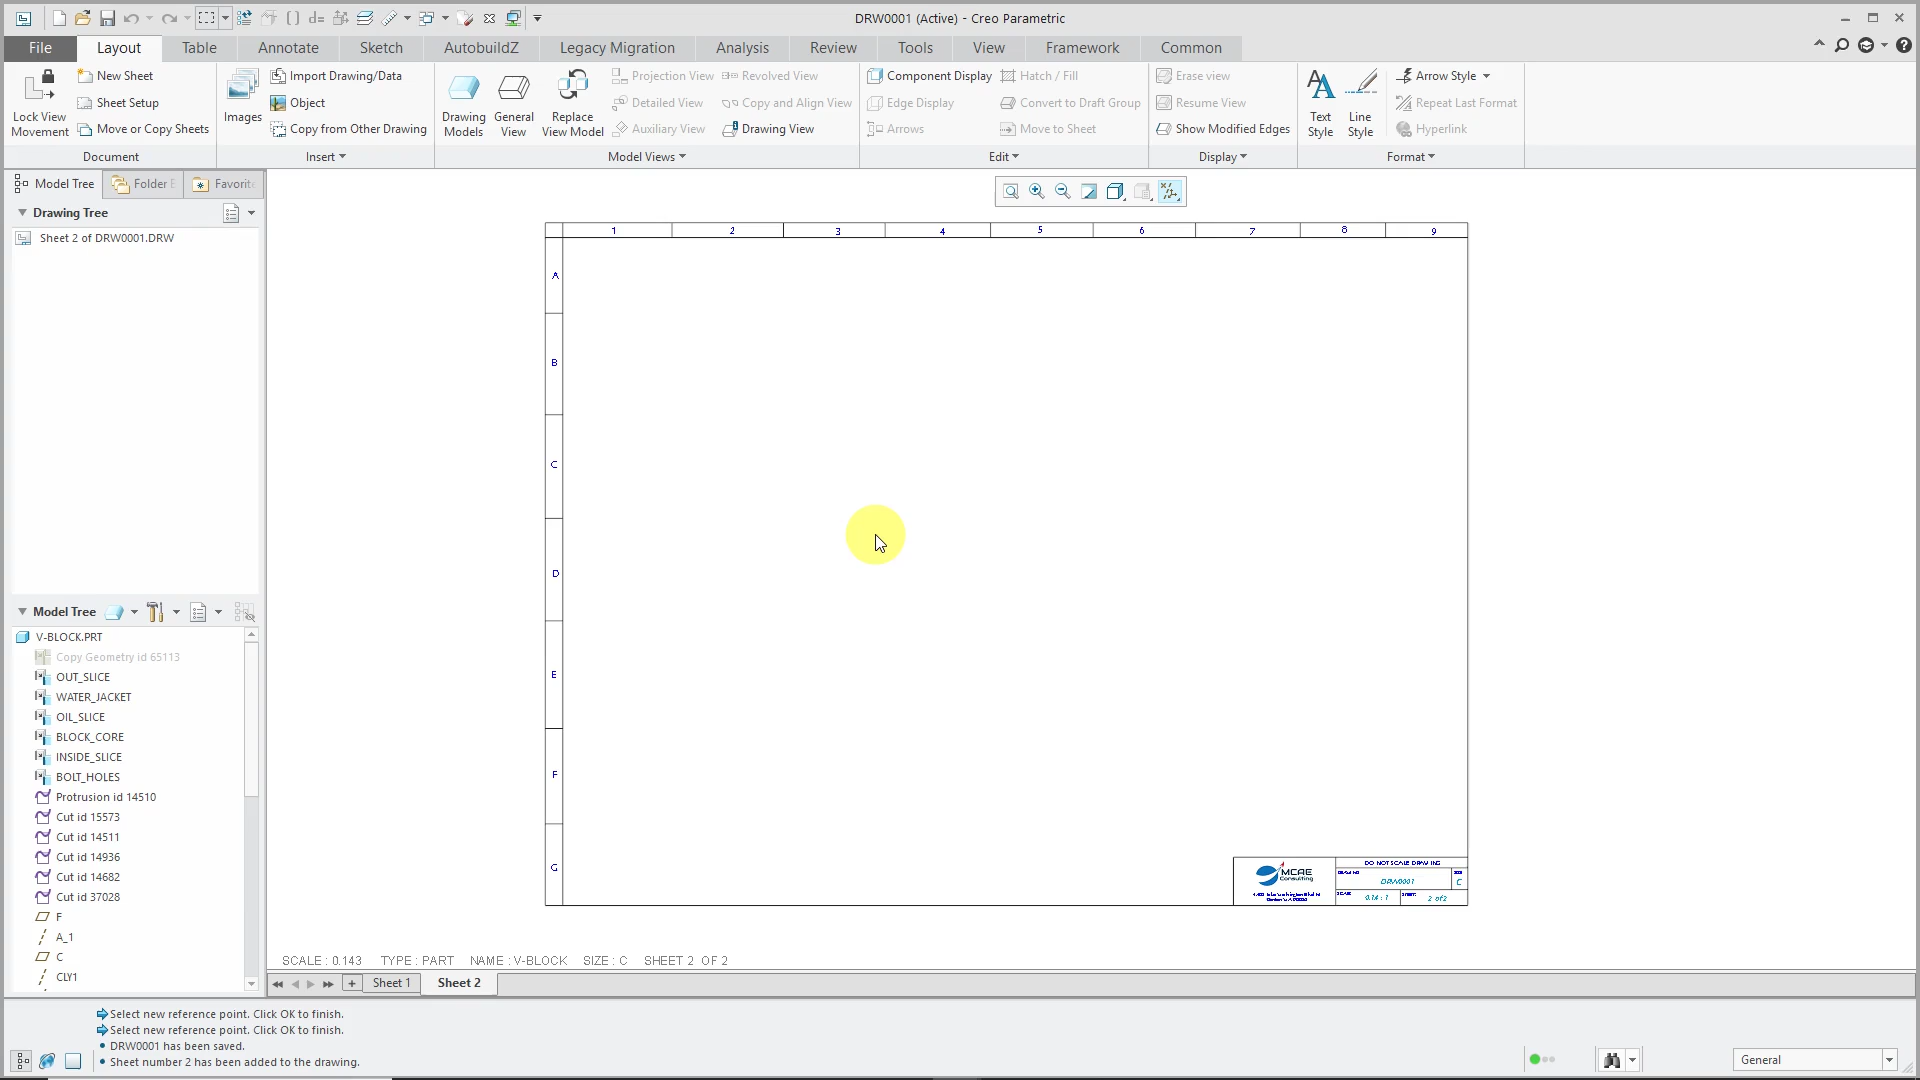 DRW0001 (Active) - Creo Parametric
File Layout Table Annotate Sketch AutobuildZ Legacy Migration Analysis Review Tools View Framework Common
Lock View Movement
New Sheet
Sheet Setup
Move or Copy Sheets
Document
Images
Import Drawing/Data
Object
Copy from Other Drawing
Insert
Drawing Models
General View
Replace View Model
Projection View
Detailed View
Auxiliary View
Revolved View
Copy and Align View
Drawing View
Model Views
Component Display
Edge Display
Arrows
Hatch / Fill
Convert to Draft Group
Move to Sheet
Edit
Erase view
Resume View
Show Modified Edges
Display
Text Style
Line Style
Arrow Style
Repeat Last Format
Hyperlink
Format
Model Tree Folder Favorit
Drawing Tree
Sheet 2 of DRW0001.DRW
Model Tree
V-BLOCK.PRT
Copy Geometry id 65113
OUT_SLICE
WATER_JACKET
OIL_SLICE
BLOCK_CORE
INSIDE_SLICE
BOLT_HOLES
Protrusion id 14510
Cut id 15573
Cut id 14511
Cut id 14936
Cut id 14682
Cut id 37028
F
A_1
C
CLY1
1 2 3 4 5 6 7 8 9
A
B
C
D
E
F
G
MCAE
Consulting
DO NOT SCALE DRAWING
DRW0001
C
0.14 : 1
2 of 2
SCALE : 0.143 TYPE : PART NAME : V-BLOCK SIZE : C SHEET 2 OF 2
+ Sheet 1 Sheet 2
Select new reference point. Click OK to finish.
Select new reference point. Click OK to finish.
• DRW0001 has been saved.
• Sheet number 2 has been added to the drawing.
General